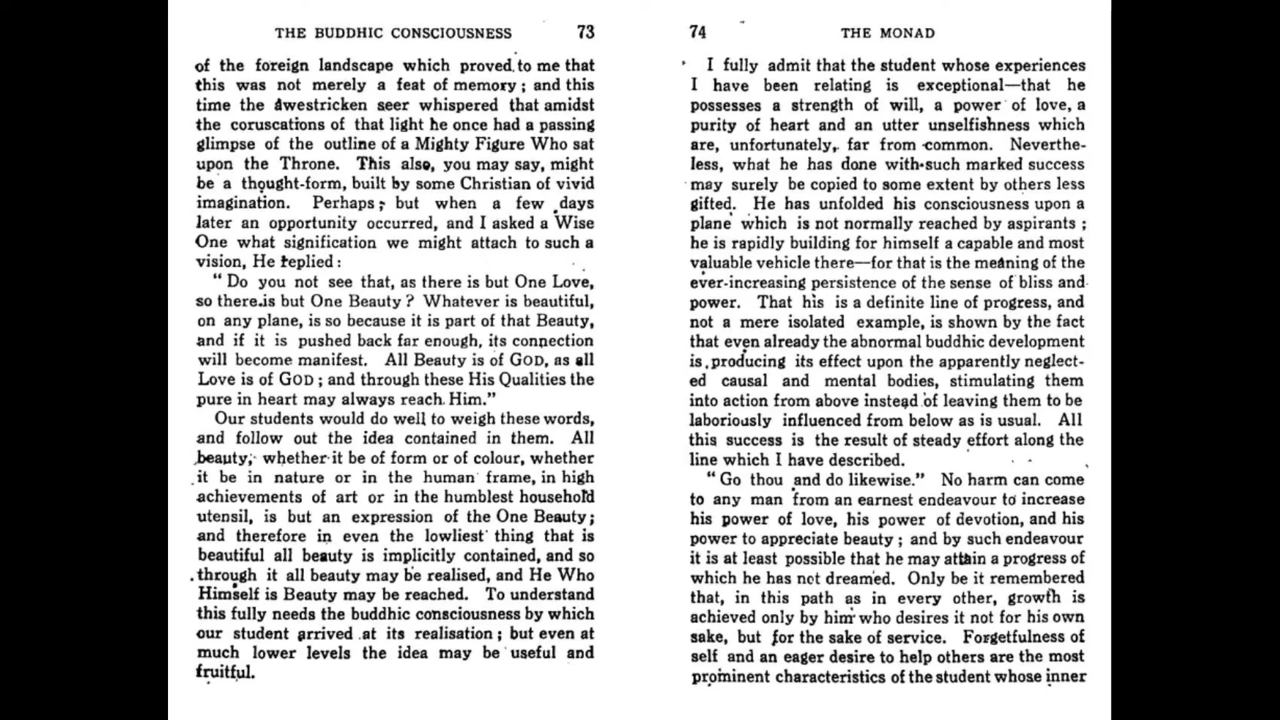 THE BUDDHIC CONSCIOUSNESS 73
of the foreign landscape which proved to me that
this was not merely a feat of memory; and this
time the awestricken seer whispered that amidst
the coruscations of that light he once had a passing
glimpse of the outline of a Mighty Figure Who sat
upon the Throne. This also, you may say, might
be a thought-form, built by some Christian of vivid
imagination. Perhaps; but when a few days
later an opportunity occurred, and I asked a Wise
One what signification we might attach to such a
vision, He replied:
"Do you not see that, as there is but One Love,
so there is but One Beauty? Whatever is beautiful,
on any plane, is so because it is part of that Beauty,
and if it is pushed back far enough, its connection
will become manifest. All Beauty is of GOD, as all
Love is of GOD; and through these His Qualities the
pure in heart may always reach Him."
Our students would do well to weigh these words,
and follow out the idea contained in them. All
beauty, whether it be of form or of colour, whether
it be in nature or in the human frame, in high
achievements of art or in the humblest household
utensil, is but an expression of the One Beauty;
and therefore in even the lowliest thing that is
beautiful all beauty is implicitly contained, and so
through it all beauty may be realised, and He Who
Himself is Beauty may be reached. To understand
this fully needs the buddhic consciousness by which
our student arrived at its realisation; but even at
much lower levels the idea may be useful and
fruitful.
74 THE MONAD
I fully admit that the student whose experiences
I have been relating is exceptional—that he
possesses a strength of will, a power of love, a
purity of heart and an utter unselfishness which
are, unfortunately, far from common. Neverthe-
less, what he has done with such marked success
may surely be copied to some extent by others less
gifted. He has unfolded his consciousness upon a
plane which is not normally reached by aspirants;
he is rapidly building for himself a capable and most
valuable vehicle there—for that is the meaning of the
ever-increasing persistence of the sense of bliss and
power. That his is a definite line of progress, and
not a mere isolated example, is shown by the fact
that even already the abnormal buddhic development
is producing its effect upon the apparently neglect-
ed causal and mental bodies, stimulating them
into action from above instead of leaving them to be
laboriously influenced from below as is usual. All
this success is the result of steady effort along the
line which I have described.
"Go thou and do likewise." No harm can come
to any man from an earnest endeavour to increase
his power of love, his power of devotion, and his
power to appreciate beauty; and by such endeavour
it is at least possible that he may attain a progress of
which he has not dreamed. Only be it remembered
that, in this path as in every other, growth is
achieved only by him who desires it not for his own
sake, but for the sake of service. Forgetfulness of
self and an eager desire to help others are the most
prominent characteristics of the student whose inner